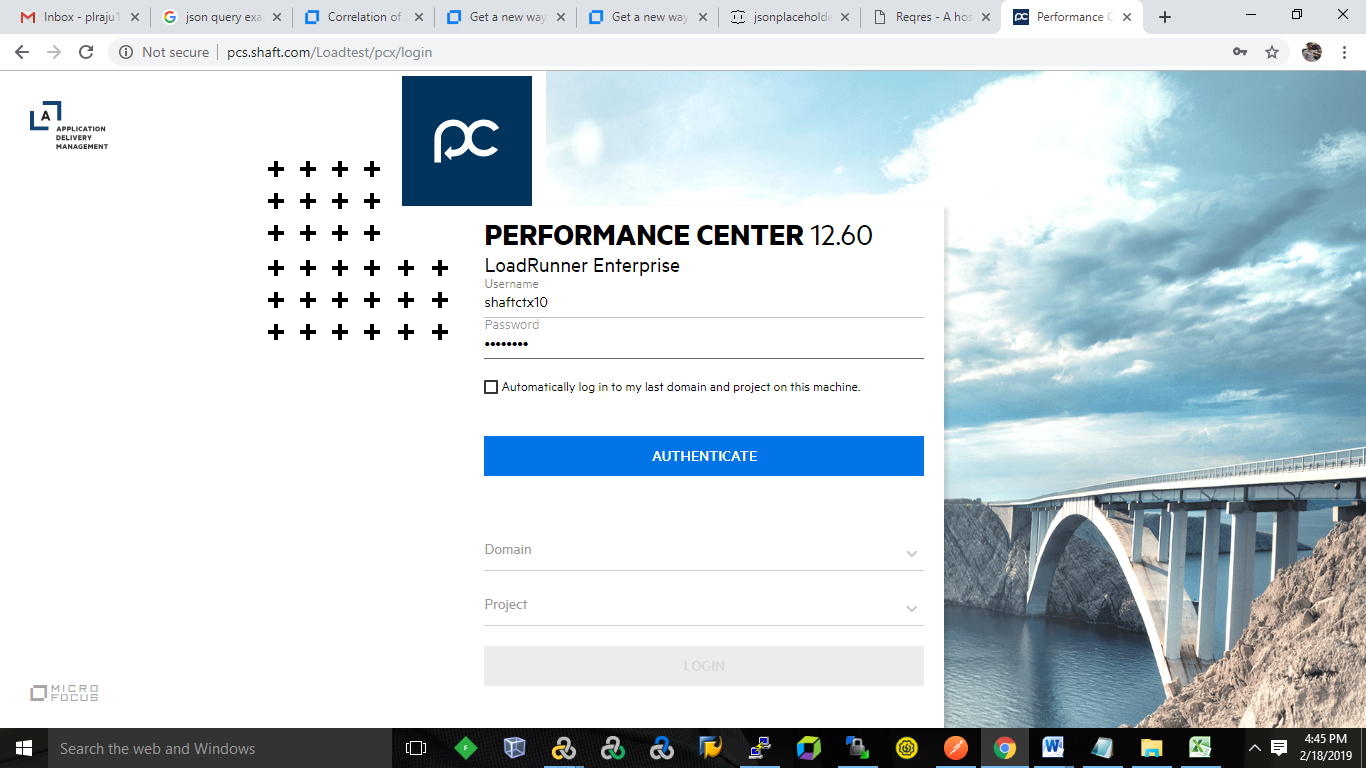 Inbox - plraju1
json query exa
Correlation of
Get a new way
Get a new way
jsonplaceholde
Reqres - A hos
Performance C
Not secure
pcs.shaft.com/Loadtest/pcx/login
A
APPLICATION
DELIVERY
MANAGEMENT
pc
PERFORMANCE CENTER 12.60
LoadRunner Enterprise
Username
shaftctx10
Password
••••••••
Automatically log in to my last domain and project on this machine.
AUTHENTICATE
Domain
Project
LOGIN
MICRO
FOCUS
Search the web and Windows
4:45 PM
2/18/2019